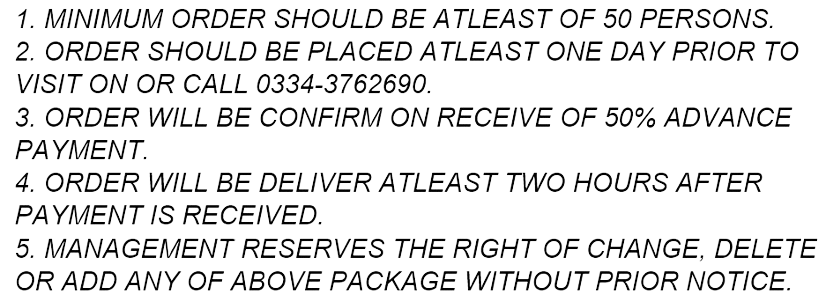 1. MINIMUM ORDER SHOULD BE ATLEAST OF 50 PERSONS.
2. ORDER SHOULD BE PLACED ATLEAST ONE DAY PRIOR TO
VISIT ON OR CALL 0334-3762690.
3. ORDER WILL BE CONFIRM ON RECEIVE OF 50% ADVANCE
PAYMENT.
4. ORDER WILL BE DELIVER ATLEAST TWO HOURS AFTER
PAYMENT IS RECEIVED.
5. MANAGEMENT RESERVES THE RIGHT OF CHANGE, DELETE
OR ADD ANY OF ABOVE PACKAGE WITHOUT PRIOR NOTICE.